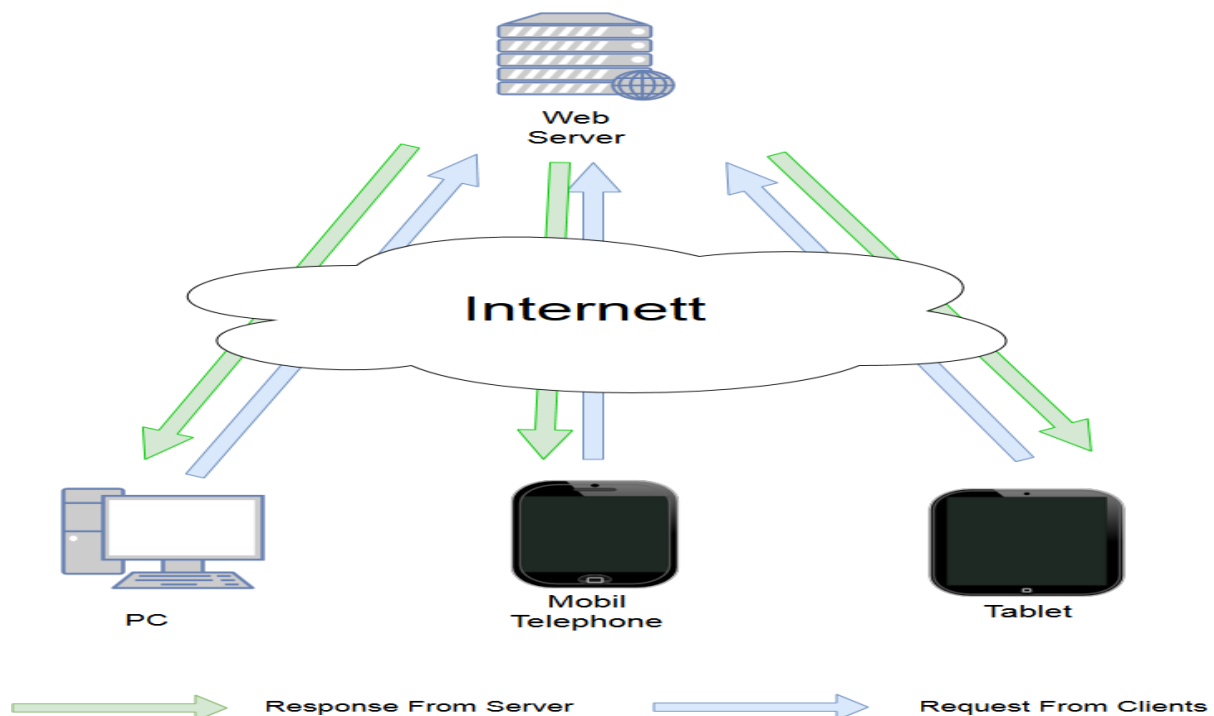 Web
Server
Internett
PC
Mobil
Telephone
Tablet
Response From Server
Request From Clients